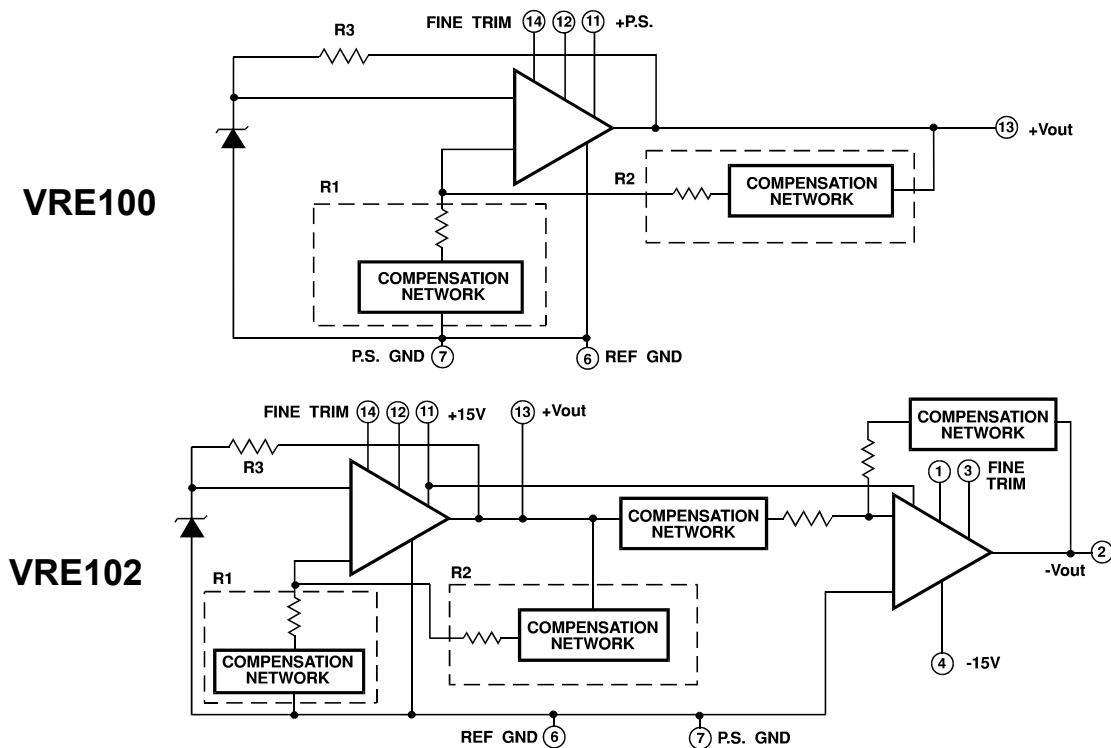 FINE TRIM 14 12 11 +P.S.
R3
13 +Vout
R1
R2
COMPENSATION
NETWORK
VRE100
COMPENSATION
NETWORK
P.S. GND 7
6 REF GND
FINE TRIM 14 12 11 +15V 13 +Vout
COMPENSATION
NETWORK
R3
1 3 FINE
TRIM
COMPENSATION
NETWORK
2
-Vout
VRE102
R1
R2
COMPENSATION
NETWORK
COMPENSATION
NETWORK
4 -15V
REF GND 6
7 P.S. GND